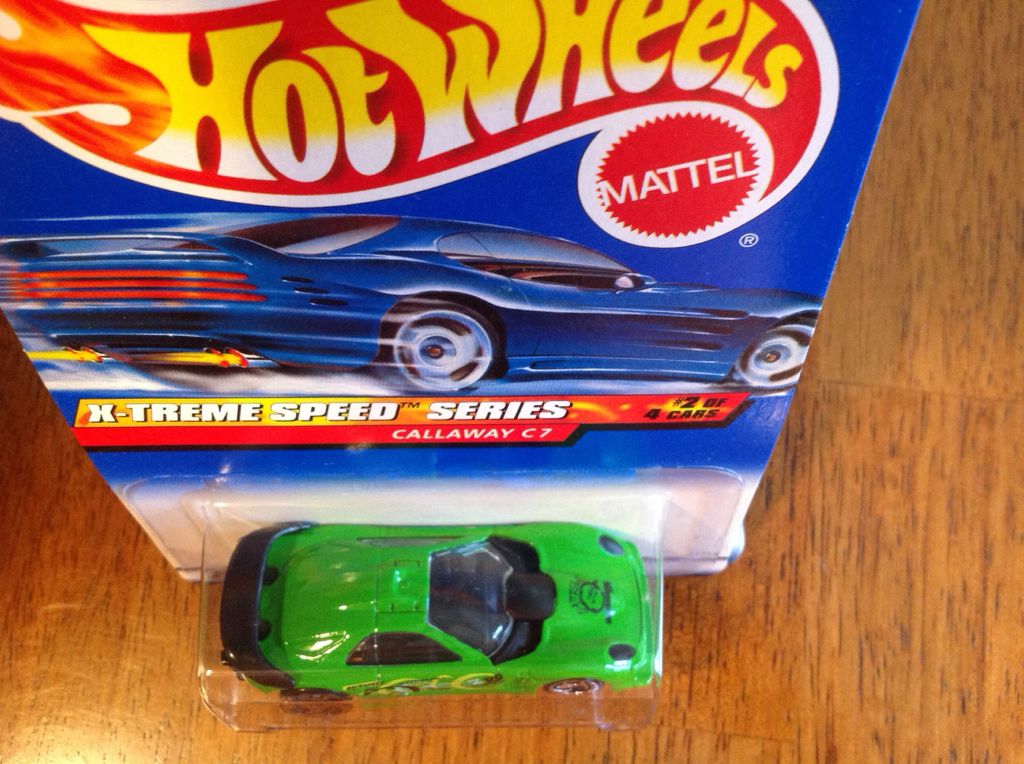 Hot Wheels
MATTEL
®
X-TREME SPEED™ SERIES
#2 OF
4 CARS
CALLAWAY C7